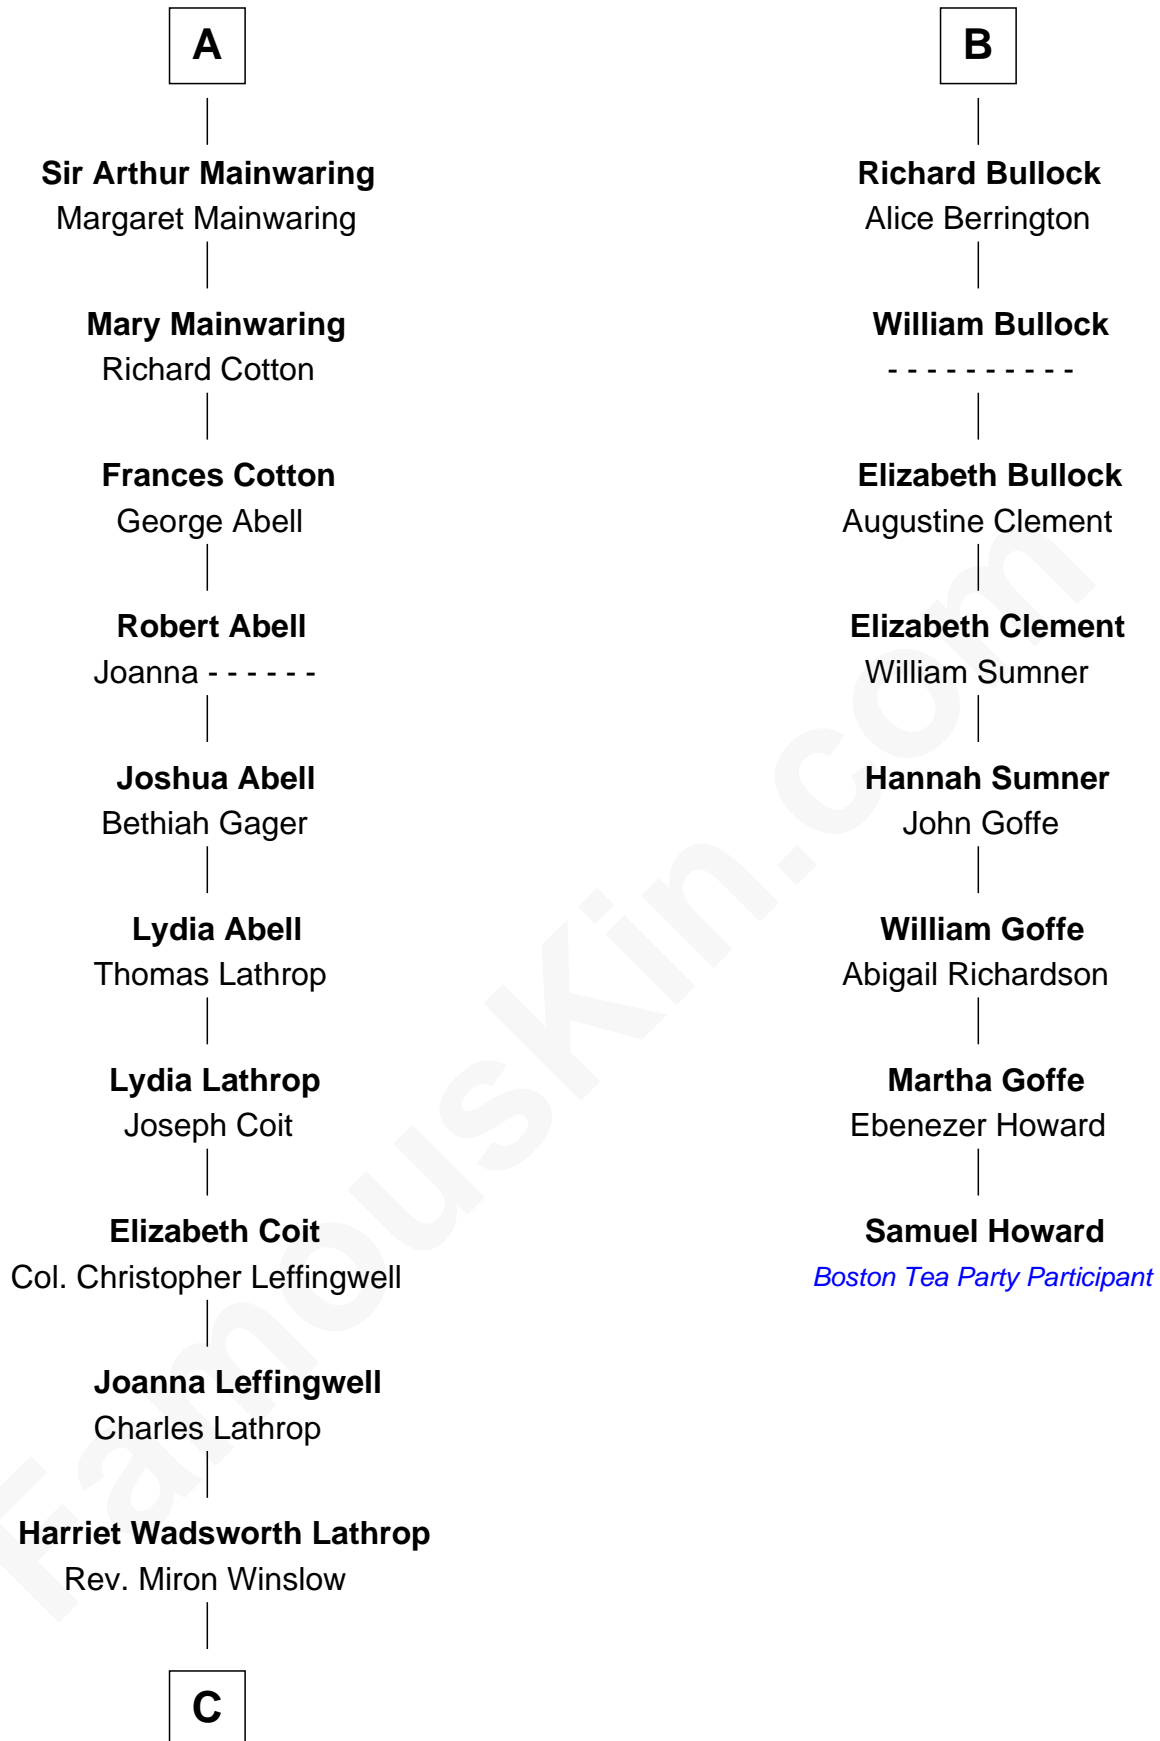 A
Sir Arthur Mainwaring
Margaret Mainwaring
Mary Mainwaring
Richard Cotton
Frances Cotton
George Abell
Robert Abell
Joanna - - - - - -
Joshua Abell
Bethiah Gager
Lydia Abell
Thomas Lathrop
Lydia Lathrop
Joseph Coit
Elizabeth Coit
Col. Christopher Leffingwell
Joanna Leffingwell
Charles Lathrop
Harriet Wadsworth Lathrop
Rev. Miron Winslow
C
B
Richard Bullock
Alice Berrington
William Bullock
- - - - - - - - - -
Elizabeth Bullock
Augustine Clement
Elizabeth Clement
William Sumner
Hannah Sumner
John Goffe
William Goffe
Abigail Richardson
Martha Goffe
Ebenezer Howard
Samuel Howard
Boston Tea Party Participant
FamousKin.com